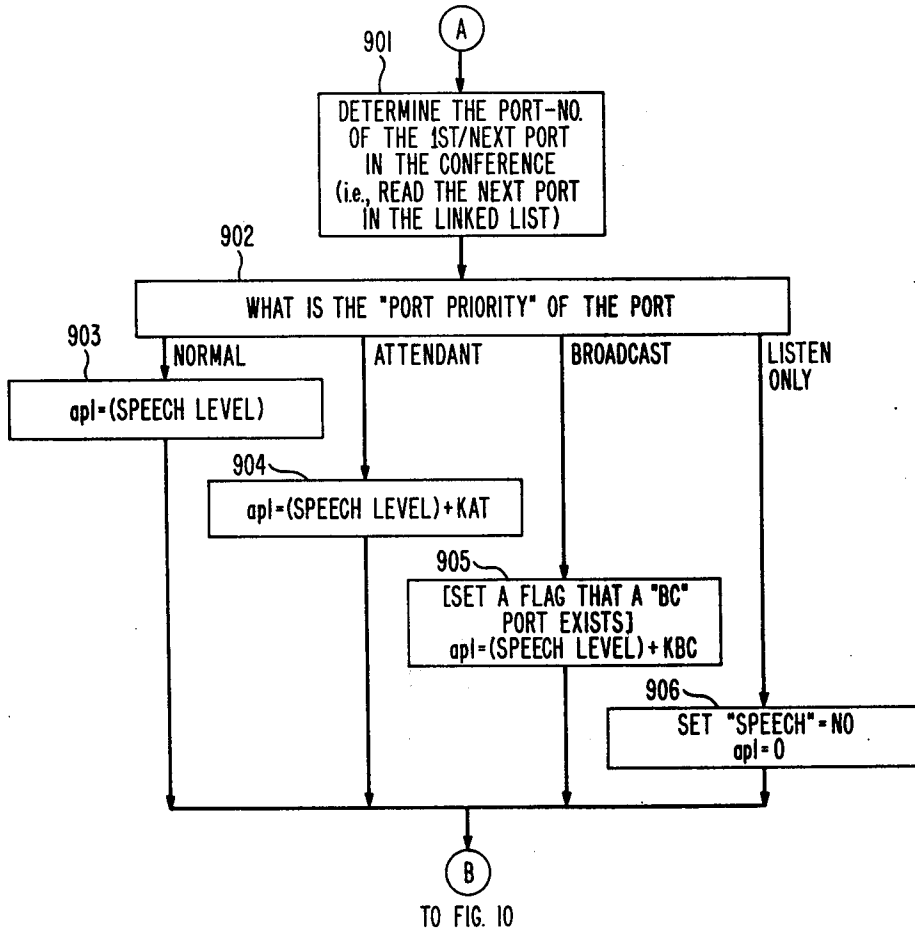 A
901
DETERMINE THE PORT-NO.
OF THE 1ST/NEXT PORT
IN THE CONFERENCE
(i.e., READ THE NEXT PORT
IN THE LINKED LIST)
902
WHAT IS THE "PORT PRIORITY" OF THE PORT
903
NORMAL
ATTENDANT
BROADCAST
LISTEN
ONLY
apl=(SPEECH LEVEL)
904
apl=(SPEECH LEVEL)+KAT
905
[SET A FLAG THAT A "BC"
PORT EXISTS]
apl=(SPEECH LEVEL)+KBC
906
SET "SPEECH"=NO
apl=0
B
TO FIG. 10